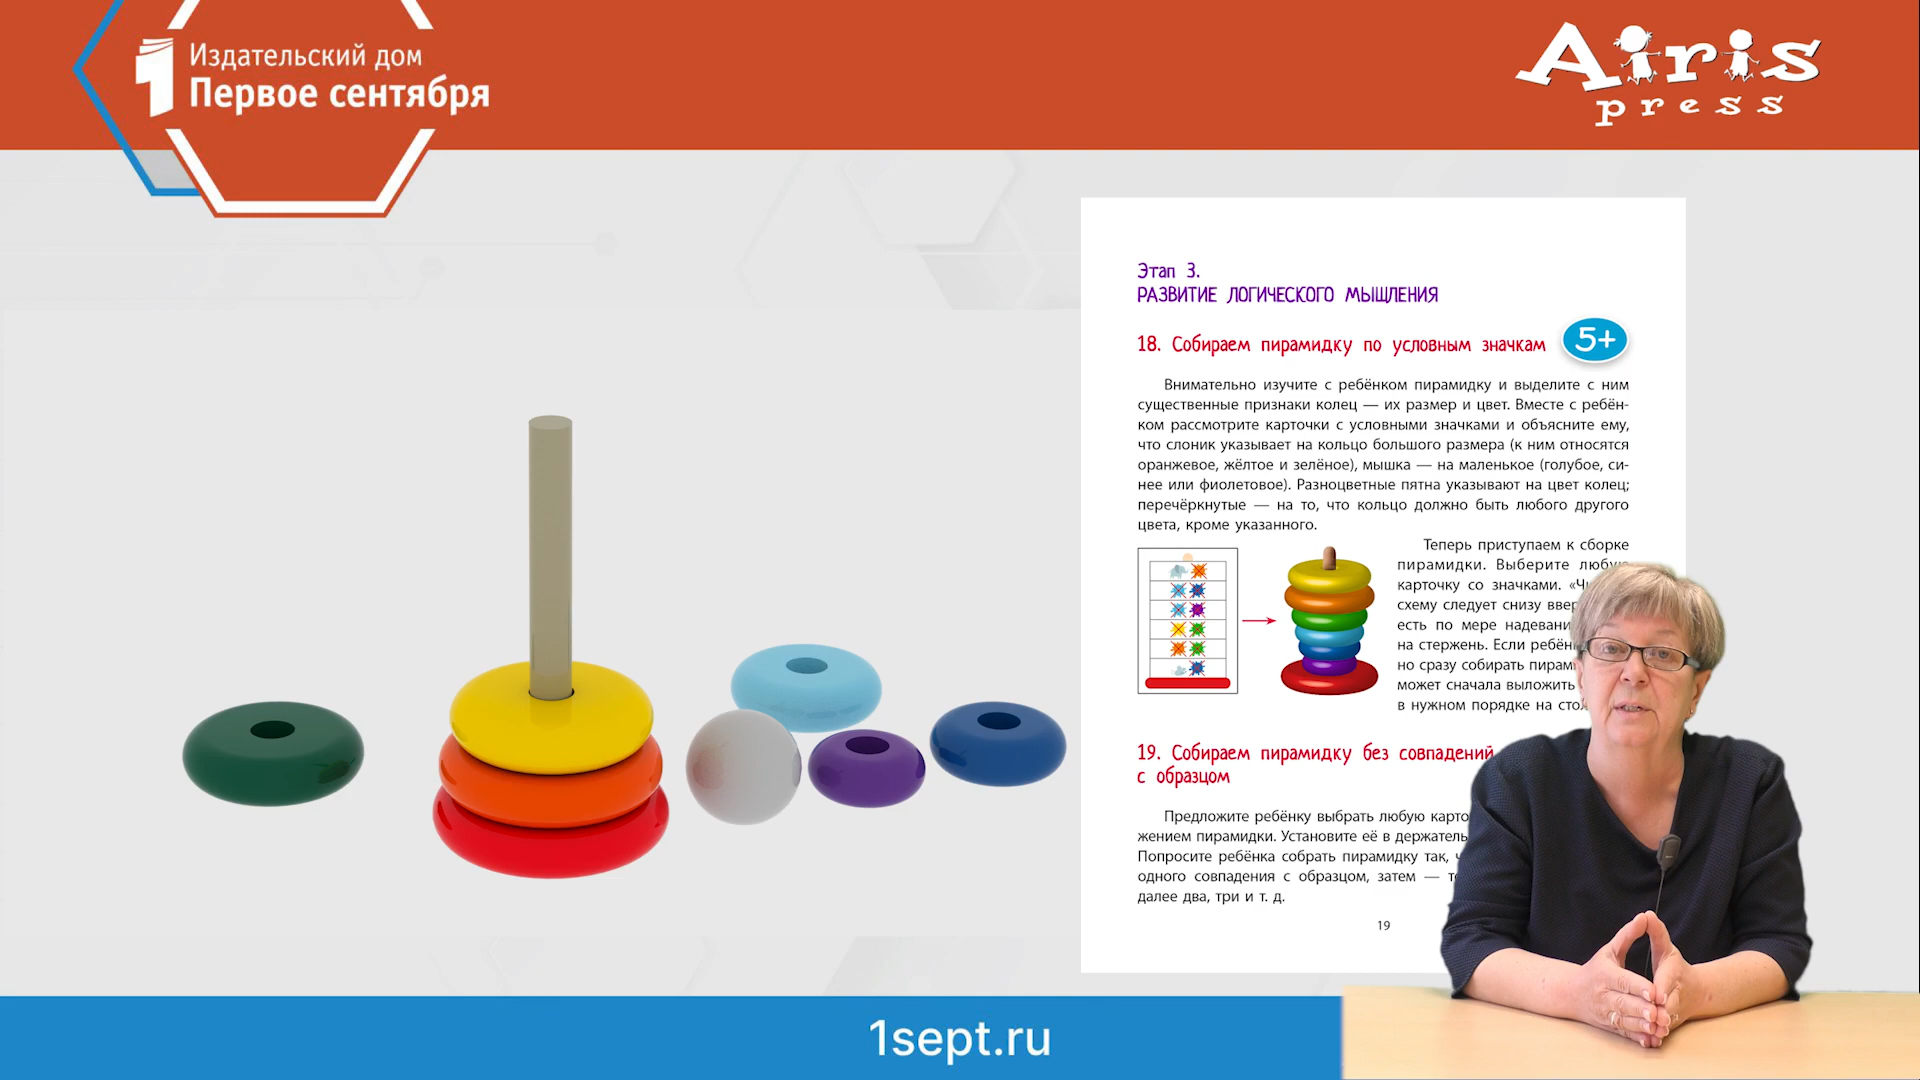 Издательский дом
Первое сентября
Airis
press
Этап 3.
РАЗВИТИЕ ЛОГИЧЕСКОГО МЫШЛЕНИЯ
18. Собираем пирамидку по условным значкам
5+
Внимательно изучите с ребёнком пирамидку и выделите с ним
существенные признаки колец — их размер и цвет. Вместе с ребён-
ком рассмотрите карточки с условными значками и объясните ему,
что слоник указывает на кольцо большого размера (к ним относятся
оранжевое, жёлтое и зелёное), мышка — на маленькое (голубое, си-
нее или фиолетовое). Разноцветные пятна указывают на цвет колец;
перечёркнутые — на то, что кольцо должно быть любого другого
цвета, кроме указанного.
Теперь приступаем к сборке
пирамидки. Выберите любую
карточку со значками.
схему следует снизу
есть по мере
на стержень. Если
но сразу собирать
может сначала выложить
в нужном порядке на
19. Собираем пирамидку без совпадений
с образцом
Предложите ребёнку выбрать любую
жением пирамидки. Установите её в
Попросите ребёнка собрать пирамидку так,
одного совпадения с образцом, затем —
далее два, три и т. д.
19
1sept.ru